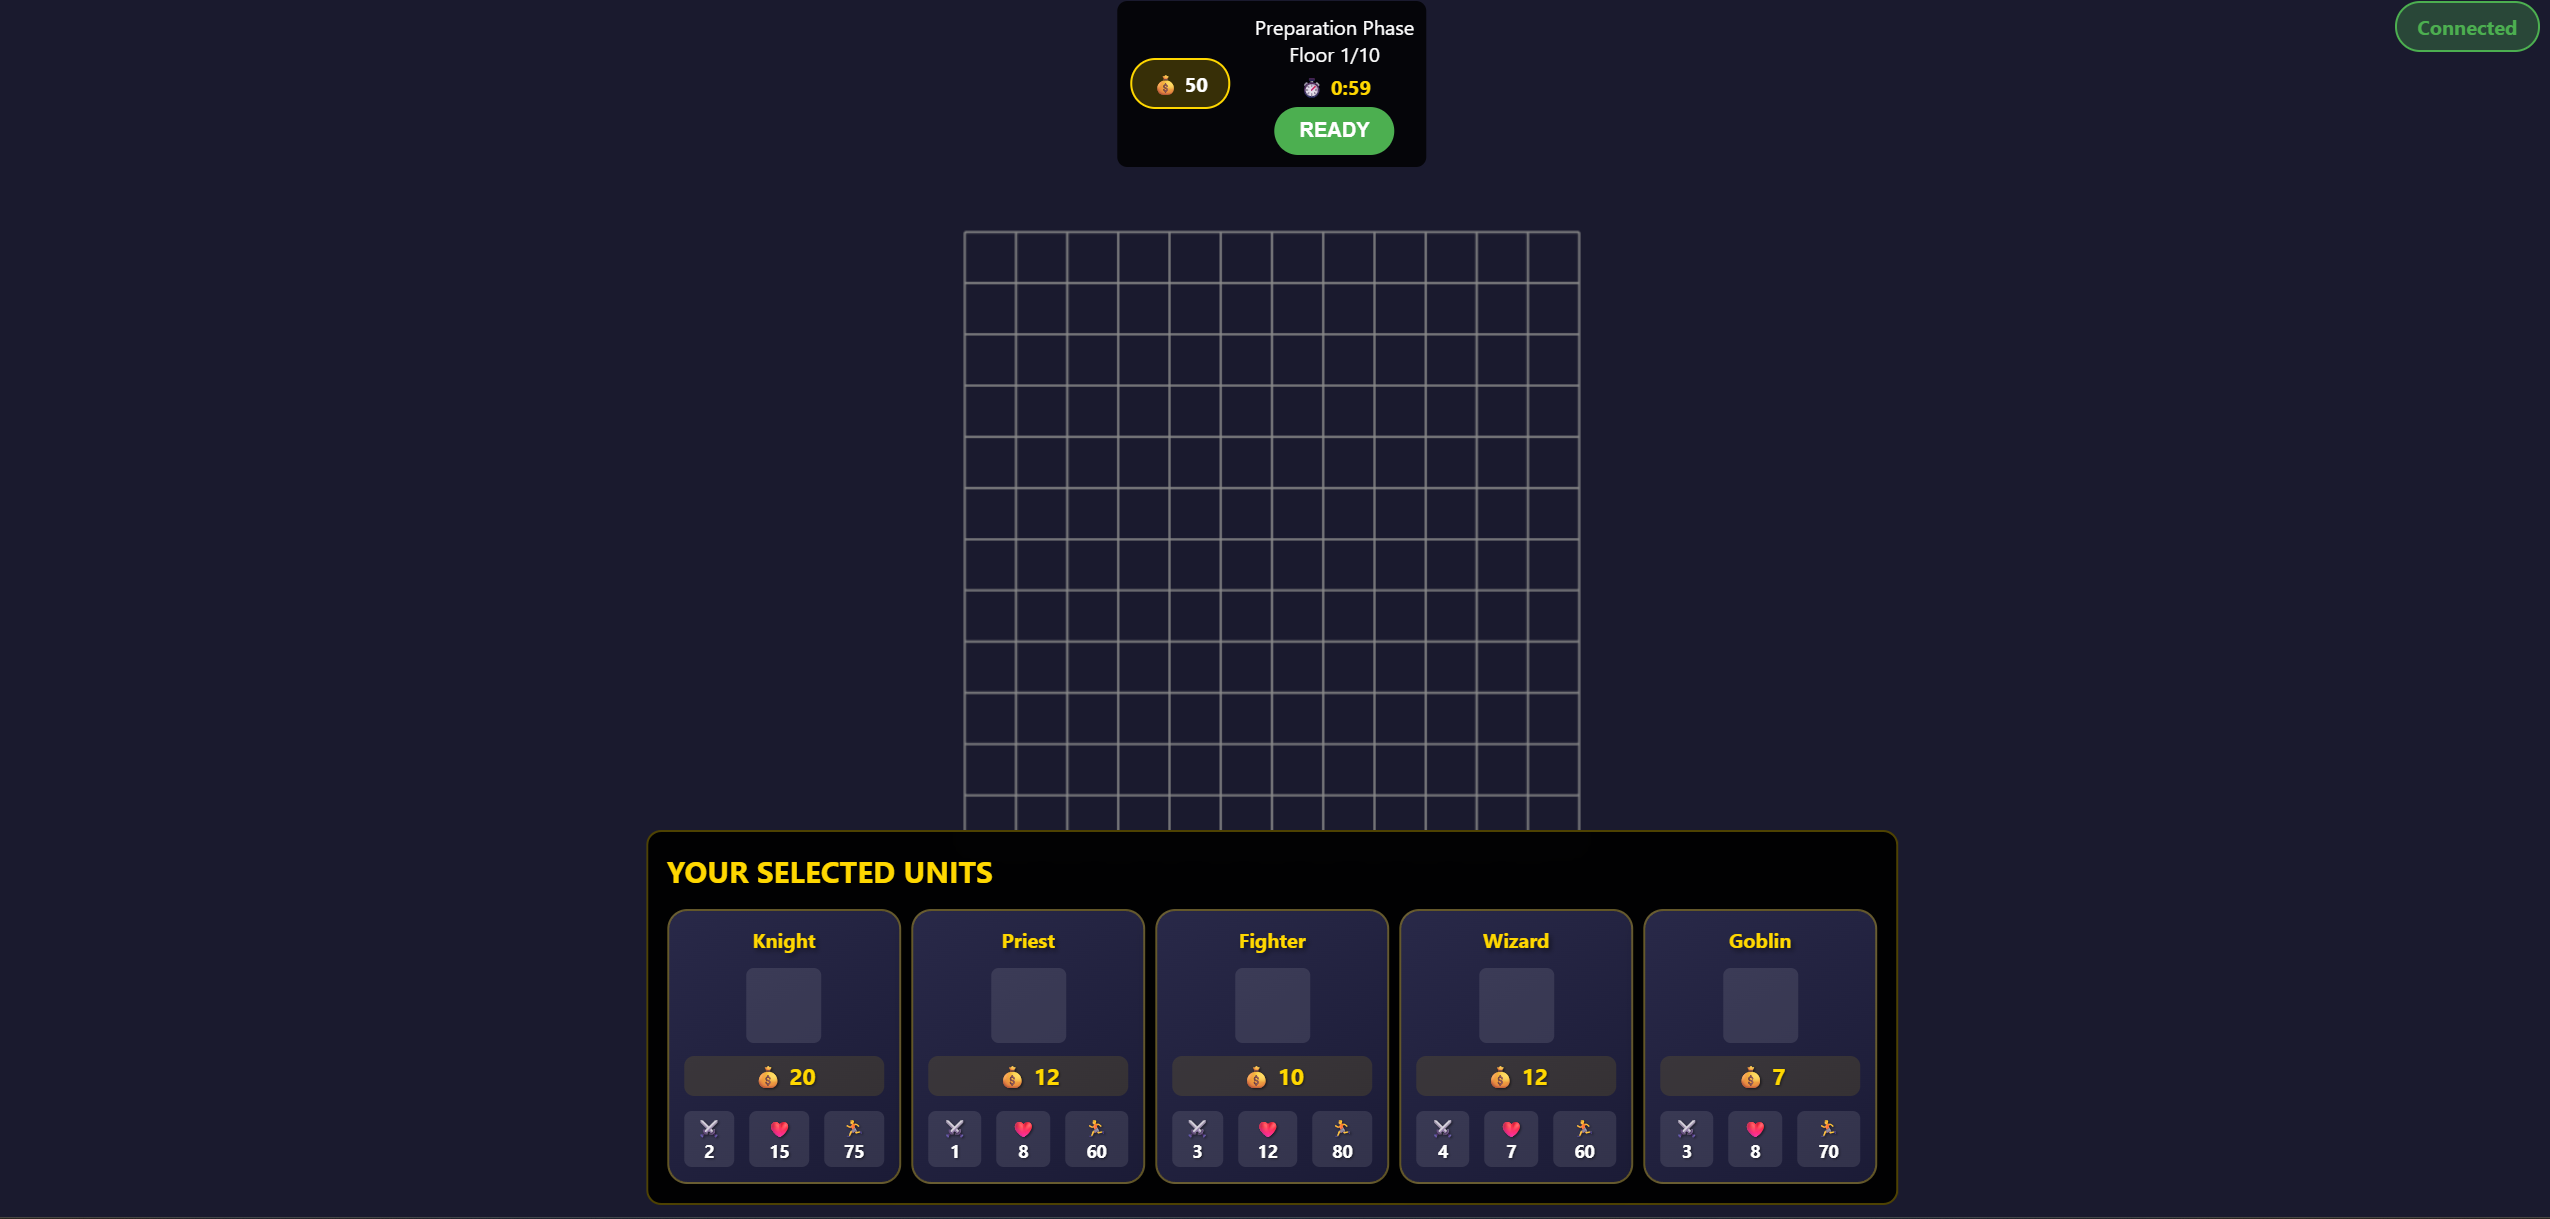 Connected
Preparation Phase
Floor 1/10
50
0:59
READY
YOUR SELECTED UNITS
Knight
20
2 15 75
Priest
12
1 8 60
Fighter
10
3 12 80
Wizard
12
4 7 60
Goblin
7
3 8 70